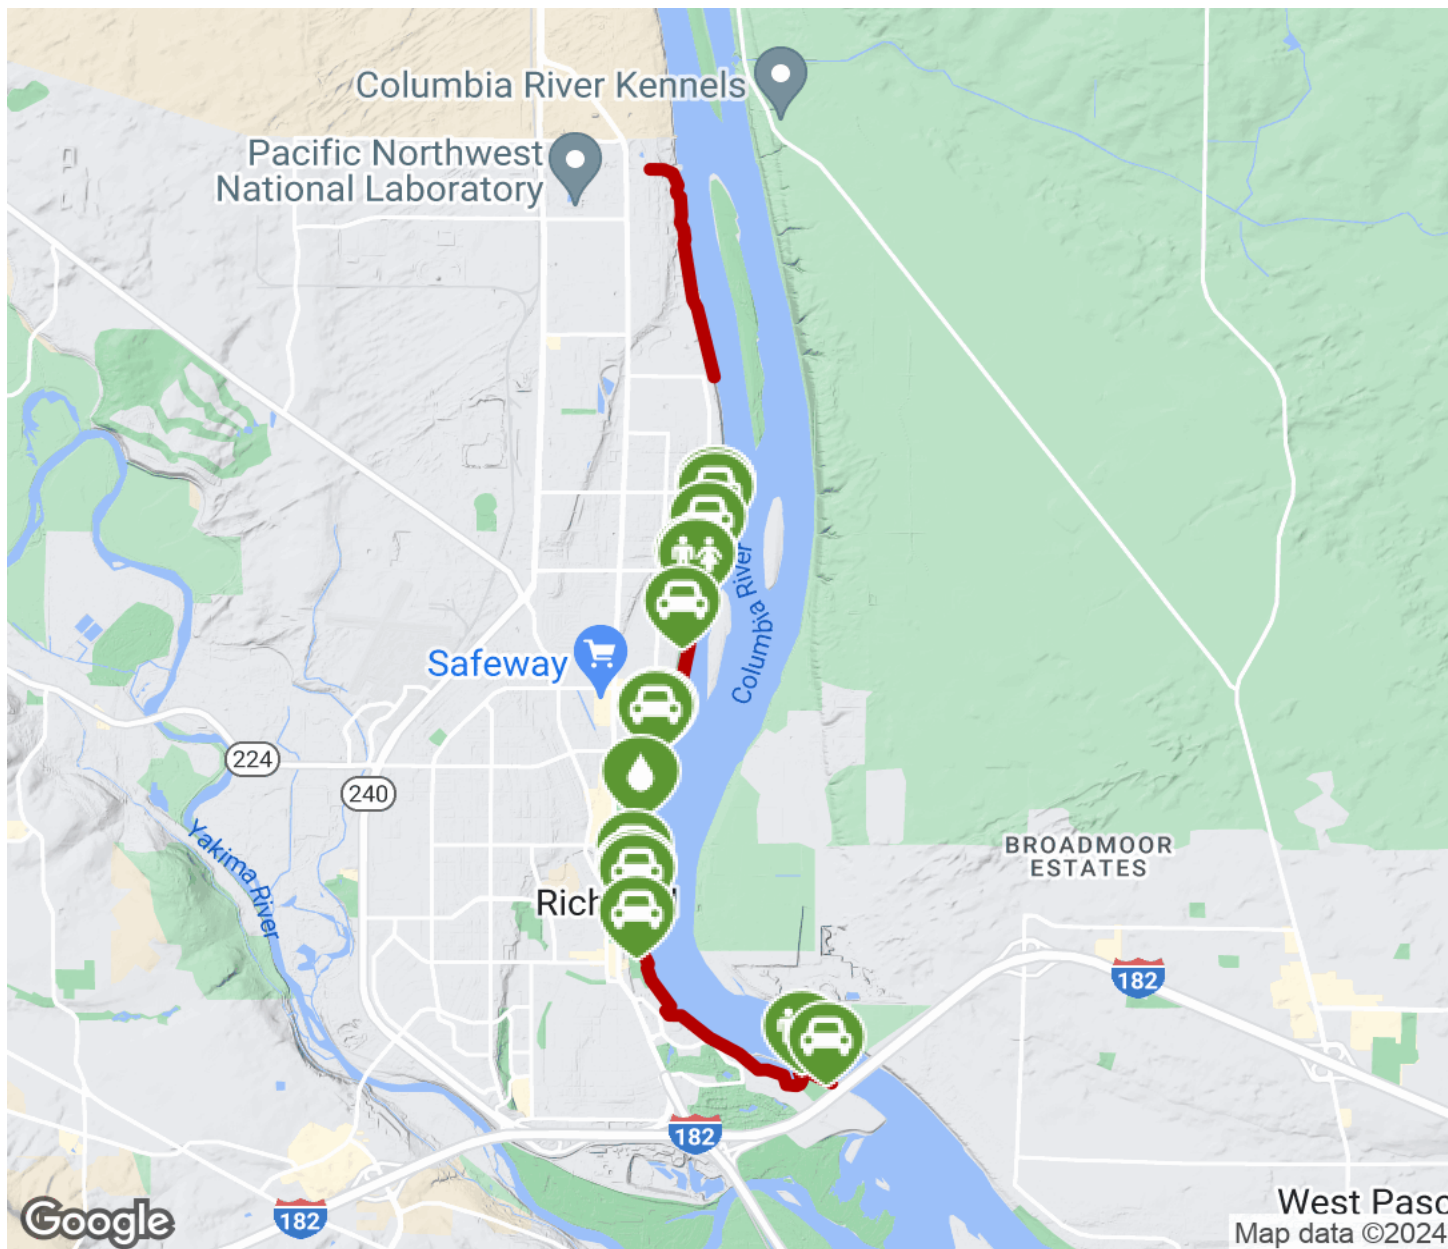 Columbia River Kennels
Pacific Northwest
National Laboratory
Columbia River
Safeway
224
240
Yakima River
BROADMOOR
ESTATES
182
182
182
West Pasc
Google
Map data ©2024